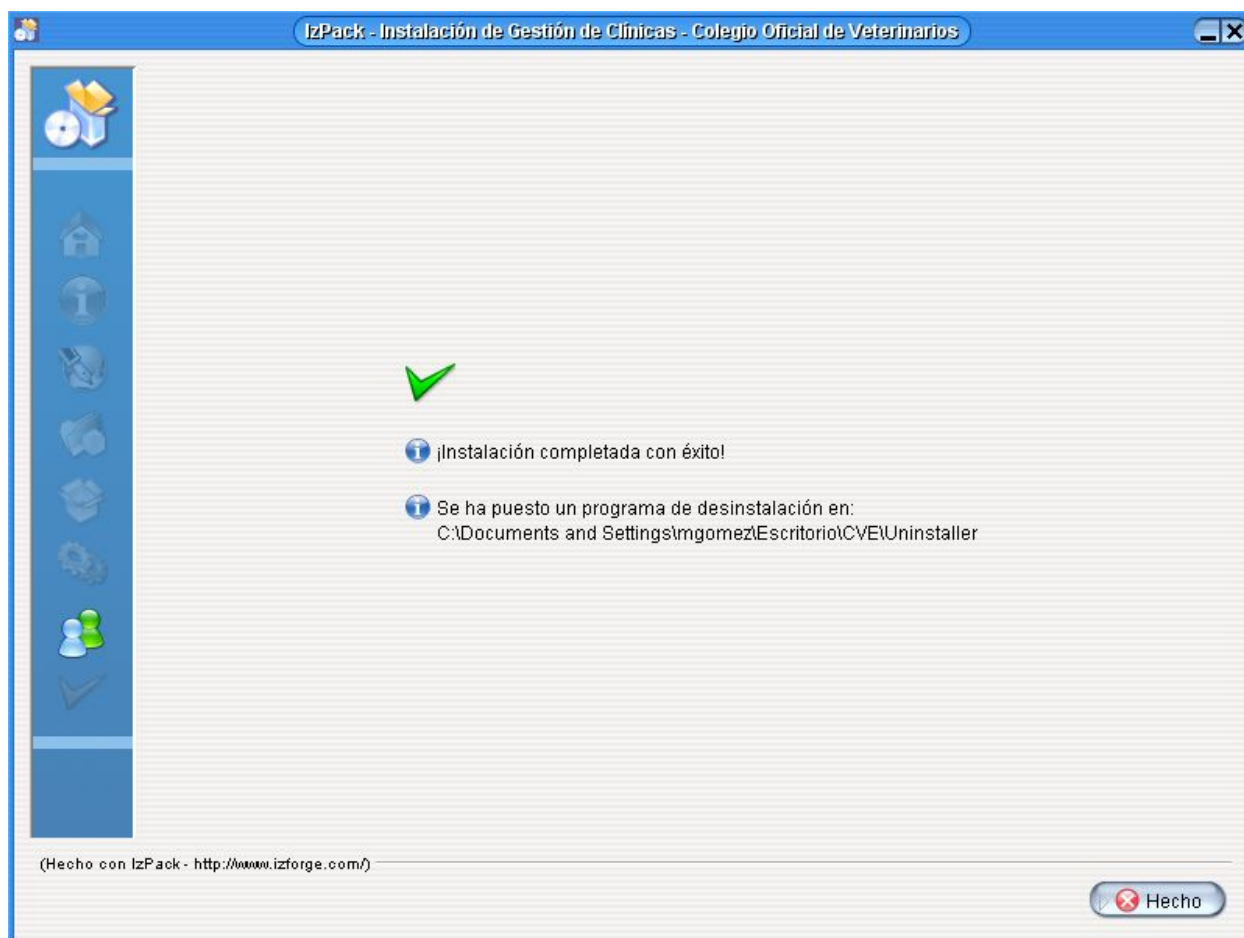 IzPack - Instalación de Gestión de Clínicas - Colegio Oficial de Veterinarios
¡Instalación completada con éxito!
Se ha puesto un programa de desinstalación en:
C:\Documents and Settings\mgomez\Escritorio\CVE\Uninstaller
(Hecho con IzPack - http://www.izforge.com/)
Hecho